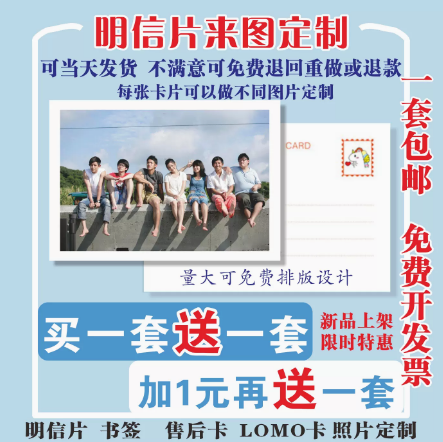 明信片来图定制
可当天发货 不满意可免费退回重做或退款
每张卡片可以做不同图片定制
CARD
一套包邮 免费开发票
量大可免费排版设计
买一套送一套
新品上架
限时特惠
加1元再送一套
明信片 书签 售后卡 LOMO卡 照片定制